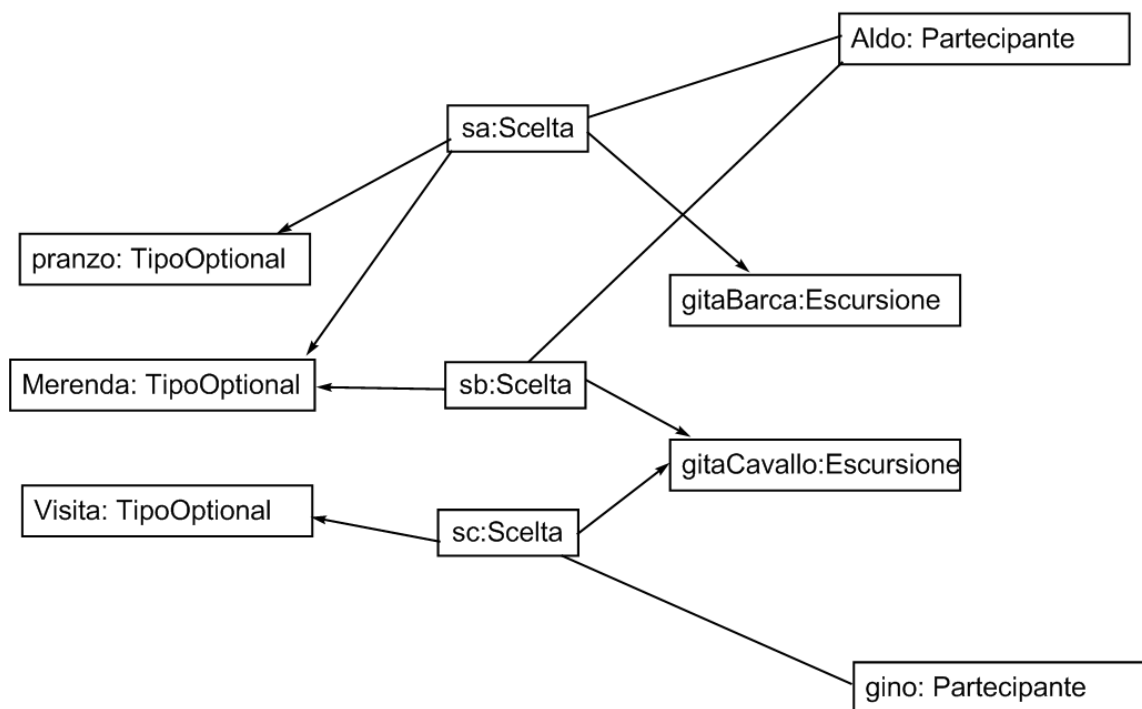 Aldo: Partecipante
sa:Scelta
pranzo: TipoOptional
gitaBarca:Escursione
Merenda: TipoOptional
sb:Scelta
gitaCavallo:Escursione
Visita: TipoOptional
sc:Scelta
gino: Partecipante